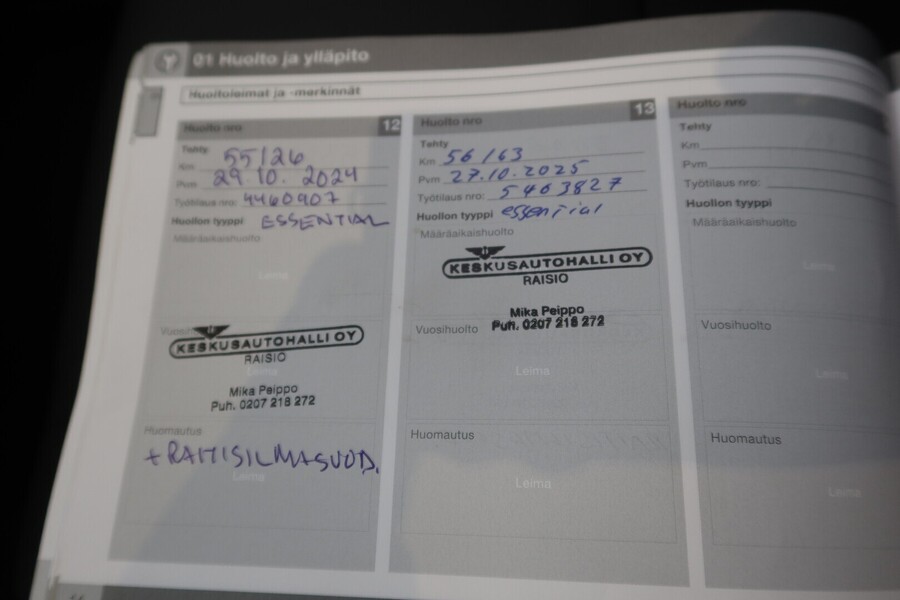 01 Huolto ja ylläpito
Huoltoleimat ja -merkinnät
Huolto nro 12
Tehty
Km 55126
Pvm 29.10. 2024
Työtilaus nro: 4460907
Huollon tyyppi ESSENTIAL
Määräaikaishuolto
Leima
KESKUSAUTOHALLI OY
RAISIO
Leima
Mika Peippo
Puh. 0207 218 272
Huomautus
+ RAITISILMASUOD.
Leima
Huolto nro 13
Tehty
Km 56163
Pvm 27.10.2025
Työtilaus nro: 5463827
Huollon tyyppi essential
Määräaikaishuolto
KESKUSAUTOHALLI OY
RAISIO
Mika Peippo
Puh. 0207 218 272
Vuosihuolto
Leima
Huomautus
Leima
Huolto nro
Tehty
Km
Pvm
Työtilaus nro:
Huollon tyyppi
Määräaikaishuolto
Leima
Vuosihuolto
Leima
Huomautus
Leima